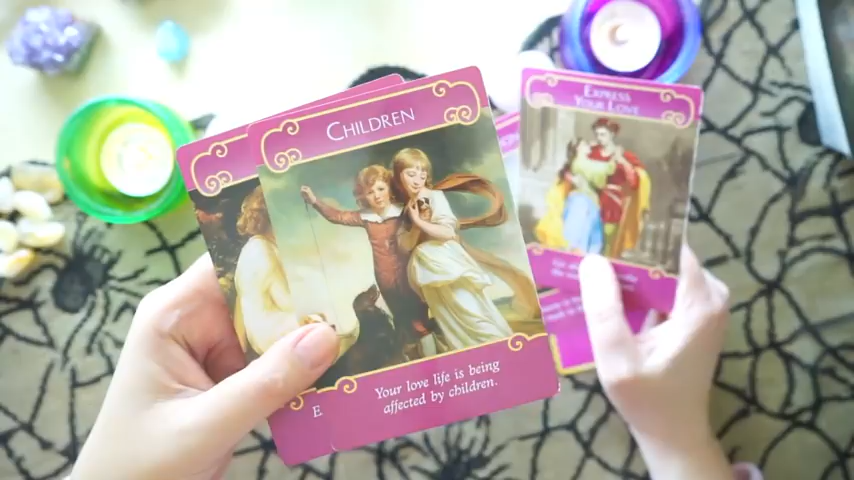 CHILDREN
Your love life is being
affected by children.
E
EXPRESS
YOUR LOVE